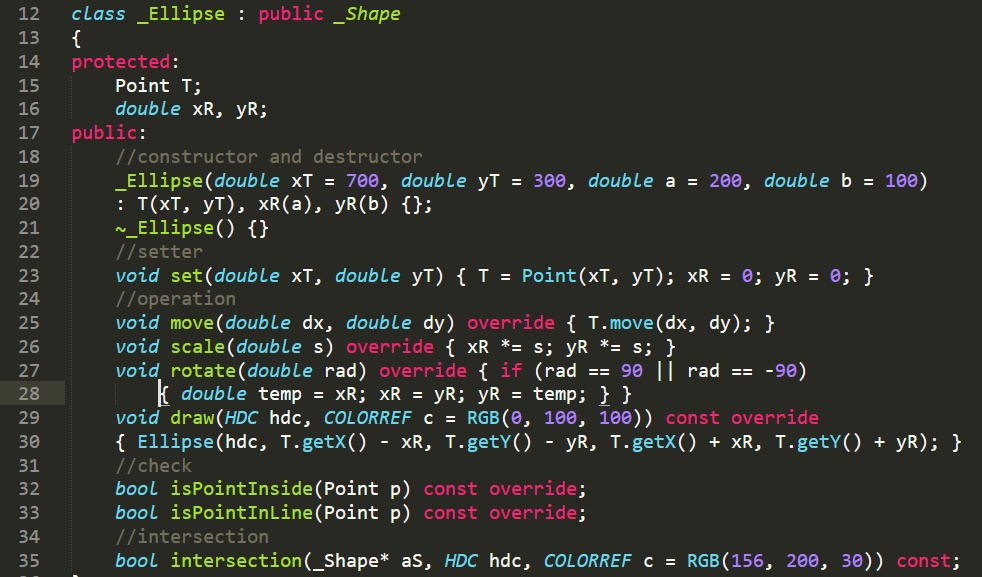 12 class _Ellipse : public _Shape
13 {
14 protected:
15 Point T;
16 double xR, yR;
17 public:
18 //constructor and destructor
19 _Ellipse(double xT = 700, double yT = 300, double a = 200, double b = 100)
20 : T(xT, yT), xR(a), yR(b) {};
21 ~_Ellipse() {}
22 //setter
23 void set(double xT, double yT) { T = Point(xT, yT); xR = 0; yR = 0; }
24 //operation
25 void move(double dx, double dy) override { T.move(dx, dy); }
26 void scale(double s) override { xR *= s; yR *= s; }
27 void rotate(double rad) override { if (rad == 90 || rad == -90)
28 { double temp = xR; xR = yR; yR = temp; } }
29 void draw(HDC hdc, COLORREF c = RGB(0, 100, 100)) const override
30 { Ellipse(hdc, T.getX() - xR, T.getY() - yR, T.getX() + xR, T.getY() + yR); }
31 //check
32 bool isPointInside(Point p) const override;
33 bool isPointInLine(Point p) const override;
34 //intersection
35 bool intersection(_Shape* aS, HDC hdc, COLORREF c = RGB(156, 200, 30)) const;